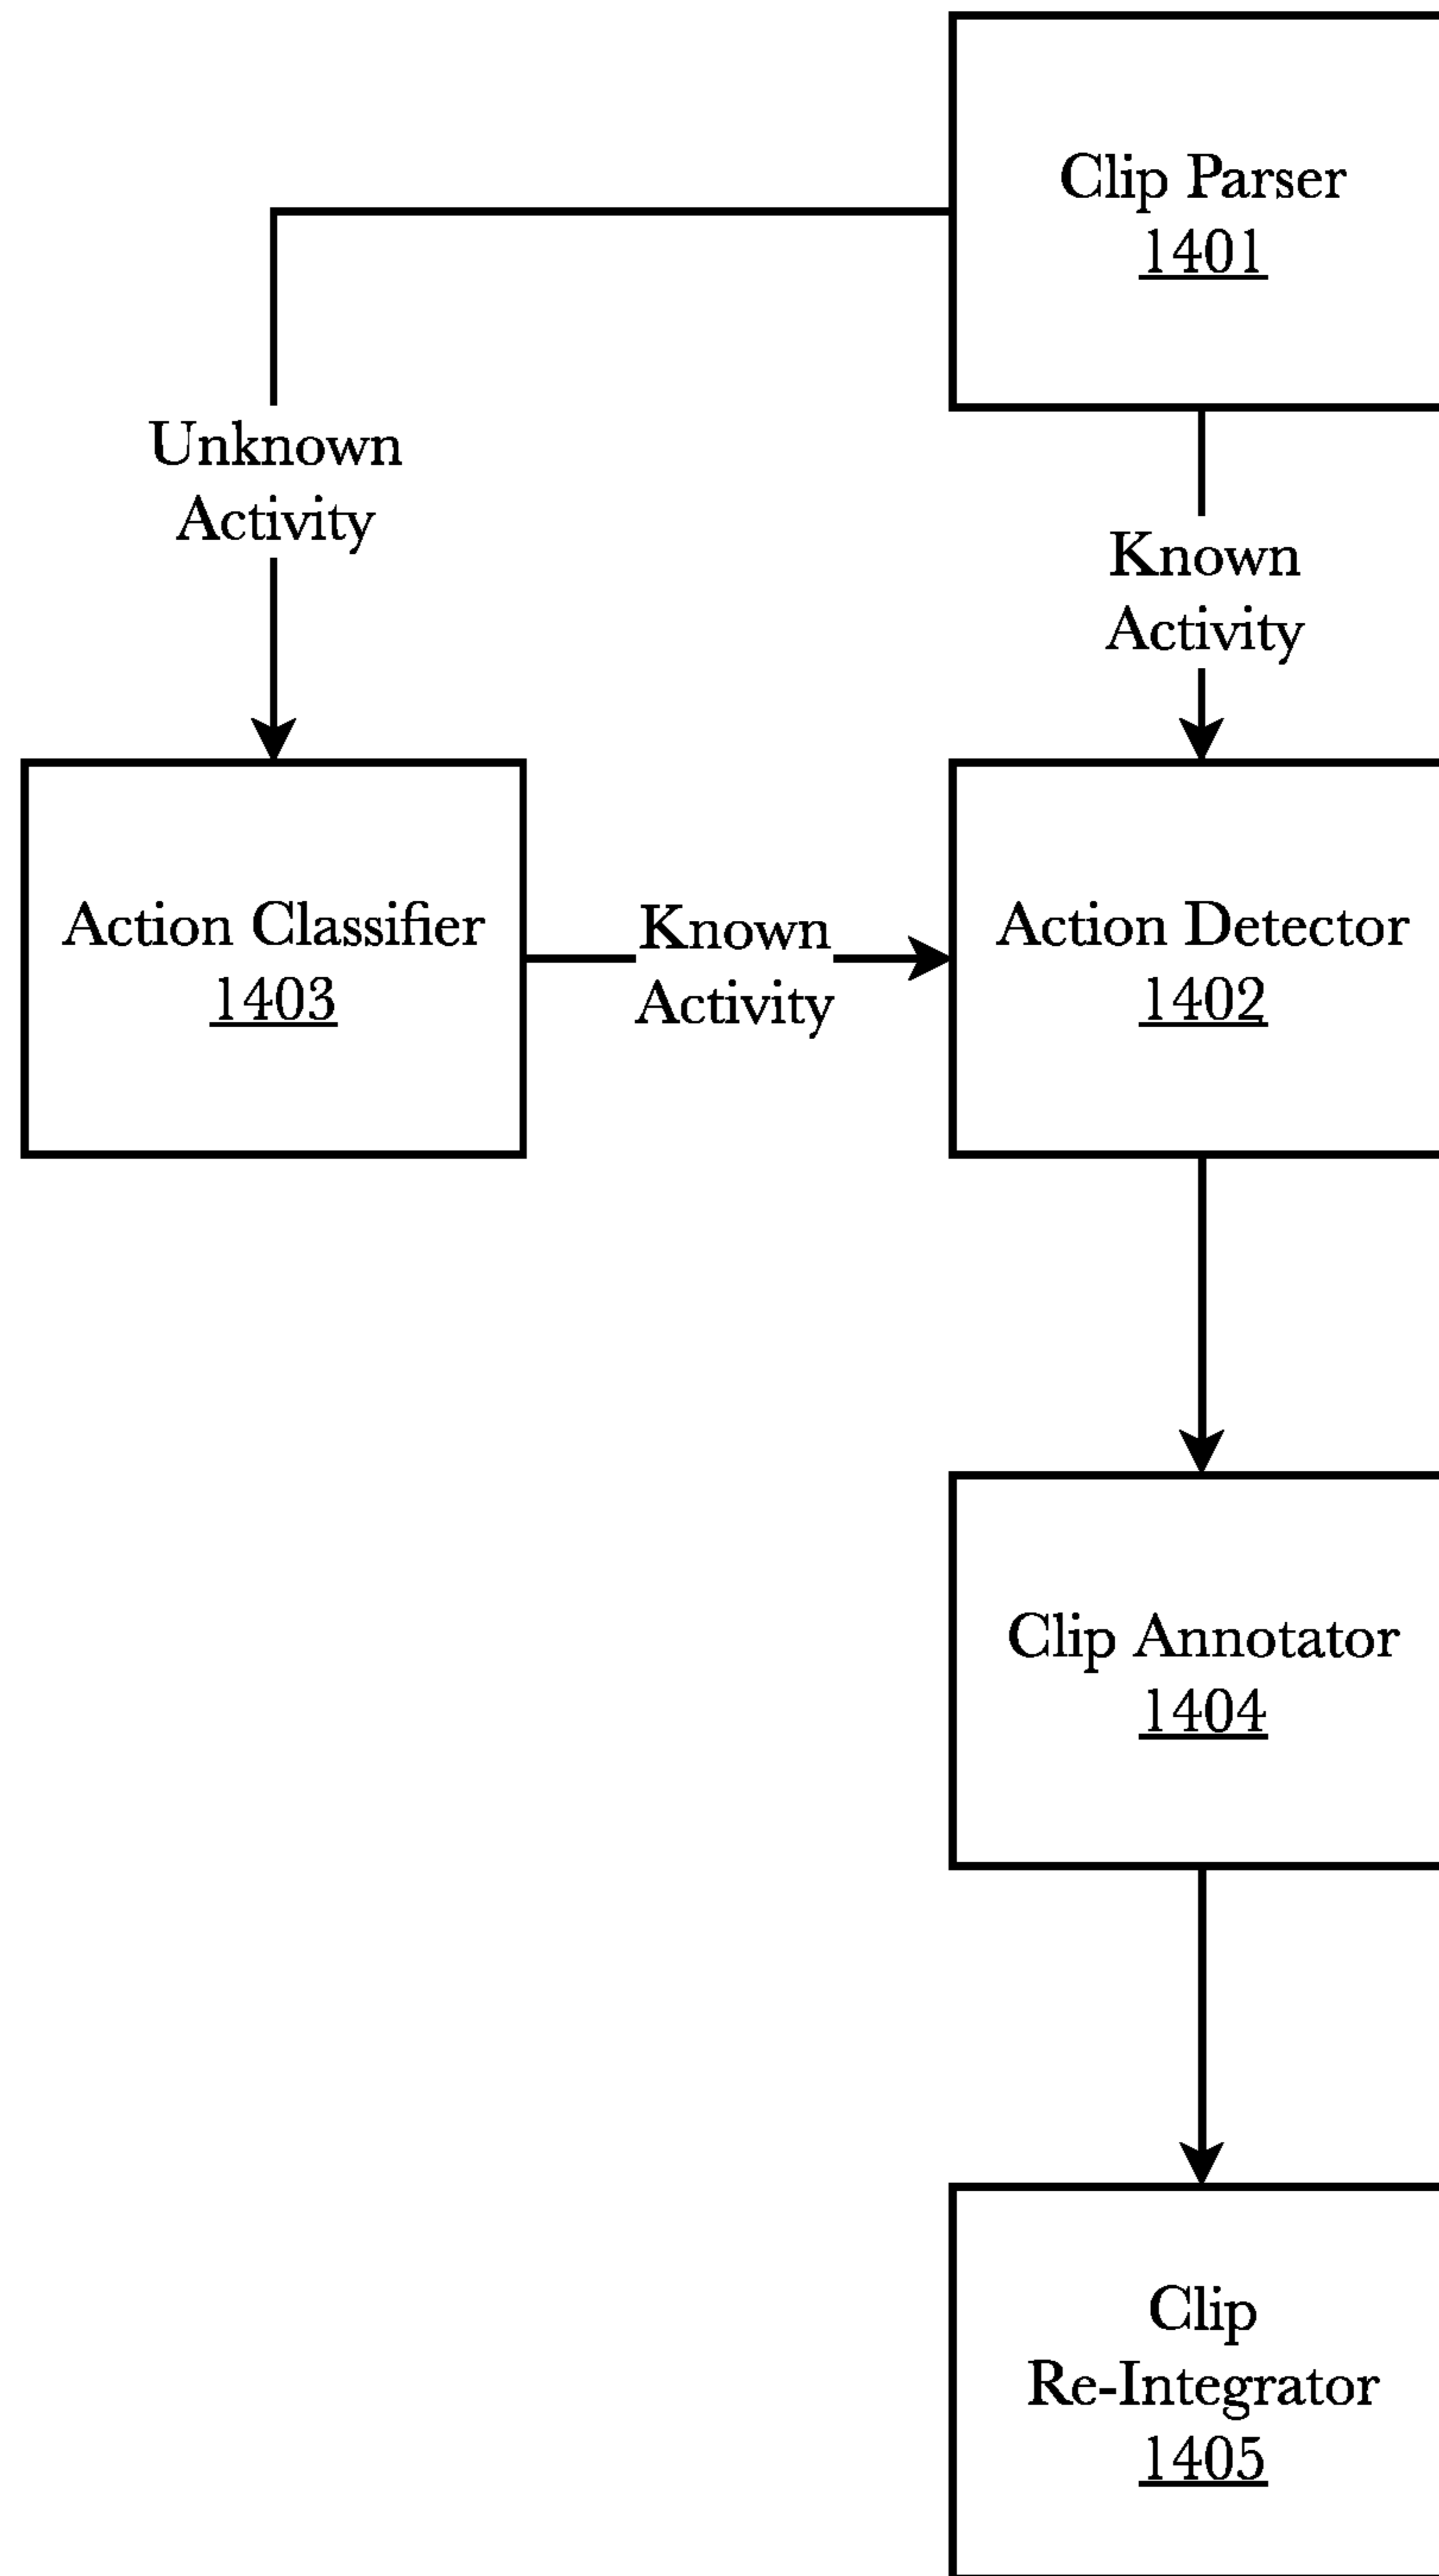 Clip Parser
1401
Unknown
Activity
Known
Activity
Action Classifier
1403
Known
Activity
Action Detector
1402
Clip Annotator
1404
Clip
Re-Integrator
1405